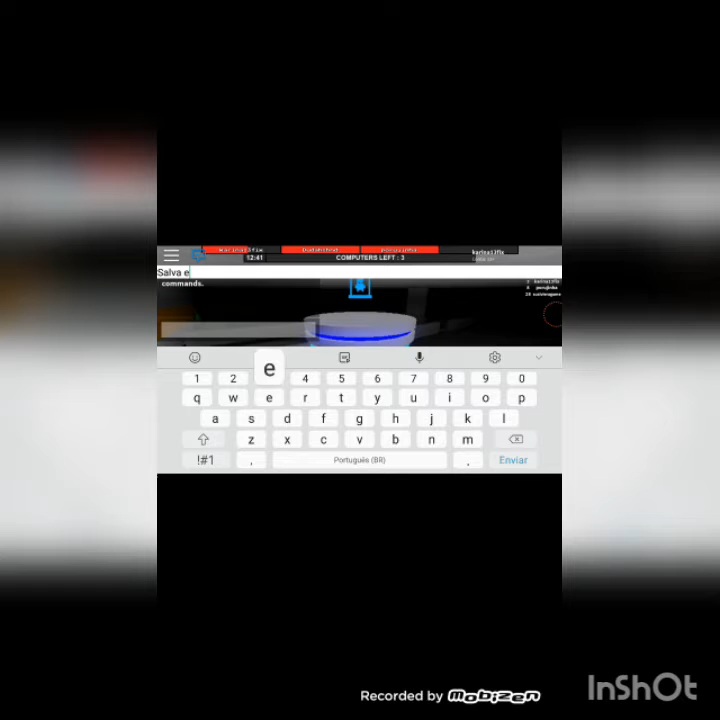 12:41
COMPUTERS LEFT : 3
Salva e
commands.
e
1 2 4 5 6 7 8 9 0
q w e r t y u i o p
a s d f g h j k l
z x c v b n m
!#1 , Português (BR) . Enviar
Recorded by Mobizen
InShOt